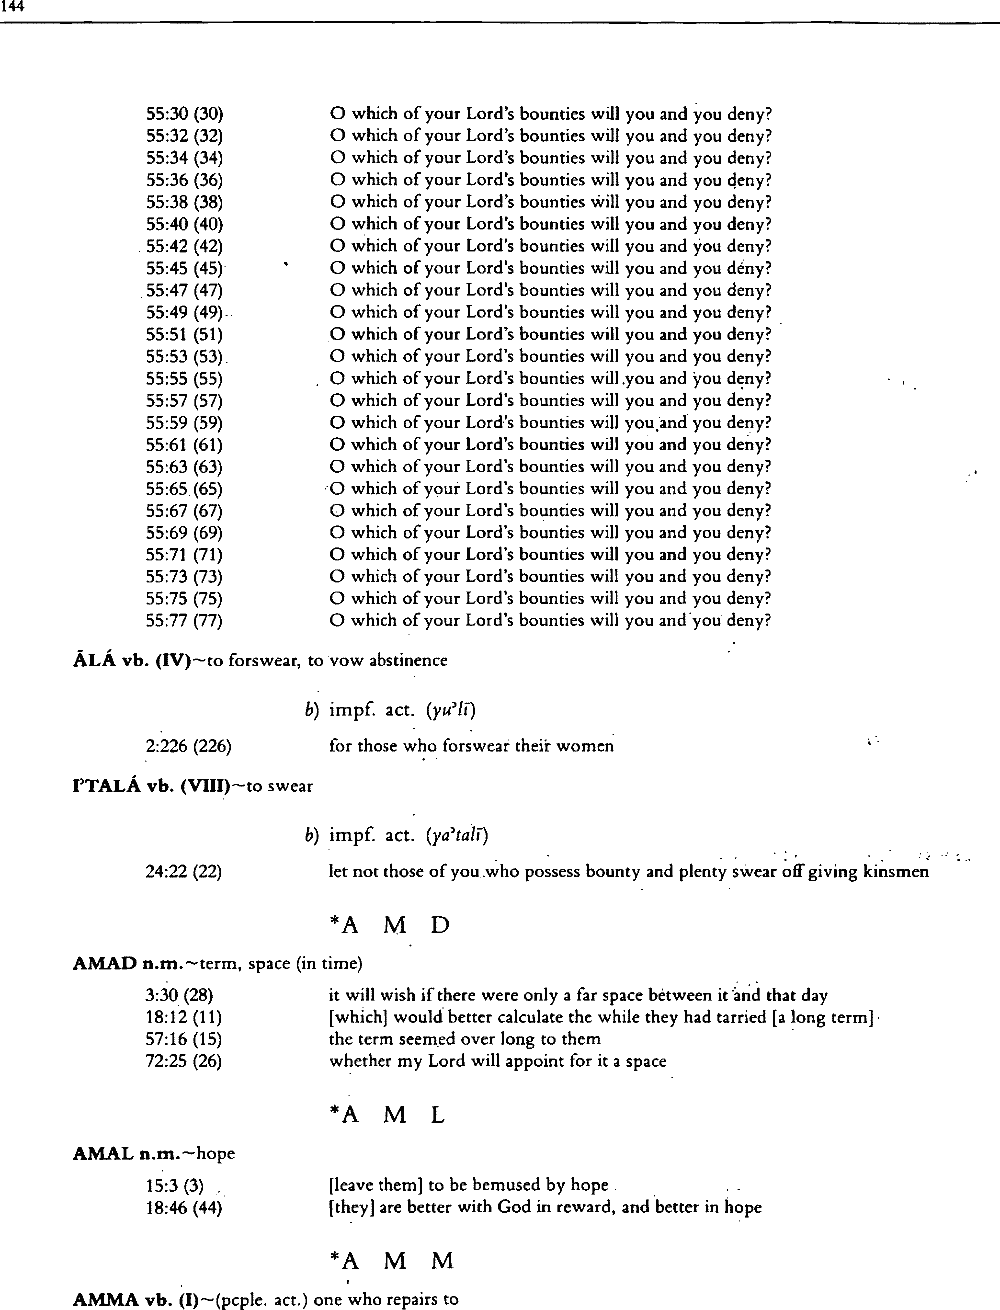 144
55:30 (30) O which of your Lord's bounties will you and you deny?
55:32 (32) O which of your Lord's bounties will you and you deny?
55:34 (34) O which of your Lord's bounties will you and you deny?
55:36 (36) O which of your Lord's bounties will you and you deny?
55:38 (38) O which of your Lord's bounties will you and you deny?
55:40 (40) O which of your Lord's bounties will you and you deny?
55:42 (42) O which of your Lord's bounties will you and you deny?
55:45 (45) O which of your Lord's bounties will you and you deny?
55:47 (47) O which of your Lord's bounties will you and you deny?
55:49 (49) O which of your Lord's bounties will you and you deny?
55:51 (51) O which of your Lord's bounties will you and you deny?
55:53 (53) O which of your Lord's bounties will you and you deny?
55:55 (55) O which of your Lord's bounties will you and you deny?
55:57 (57) O which of your Lord's bounties will you and you deny?
55:59 (59) O which of your Lord's bounties will you and you deny?
55:61 (61) O which of your Lord's bounties will you and you deny?
55:63 (63) O which of your Lord's bounties will you and you deny?
55:65 (65) O which of your Lord's bounties will you and you deny?
55:67 (67) O which of your Lord's bounties will you and you deny?
55:69 (69) O which of your Lord's bounties will you and you deny?
55:71 (71) O which of your Lord's bounties will you and you deny?
55:73 (73) O which of your Lord's bounties will you and you deny?
55:75 (75) O which of your Lord's bounties will you and you deny?
55:77 (77) O which of your Lord's bounties will you and you deny?
ĀLÁ vb. (IV)~to forswear, to vow abstinence
b) impf. act. (yuʾlī)
2:226 (226) for those who forswear their women
IʾTALÁ vb. (VIII)~to swear
b) impf. act. (yaʾtalī)
24:22 (22) let not those of you who possess bounty and plenty swear off giving kinsmen
*A M D
AMAD n.m.~term, space (in time)
3:30 (28) it will wish if there were only a far space between it and that day
18:12 (11) [which] would better calculate the while they had tarried [a long term]
57:16 (15) the term seemed over long to them
72:25 (26) whether my Lord will appoint for it a space
*A M L
AMAL n.m.~hope
15:3 (3) [leave them] to be bemused by hope
18:46 (44) [they] are better with God in reward, and better in hope
*A M M
AMMA vb. (I)~(pcple. act.) one who repairs to